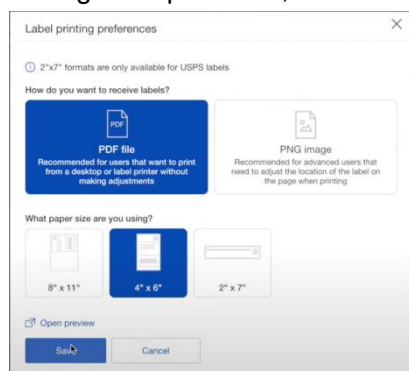 Label printing preferences
2"x7" formats are only available for USPS labels
How do you want to receive labels?
PDF
PDF file
Recommended for users that want to print
from a desktop or label printer without
making adjustments
PNG image
Recommended for advanced users that
need to adjust the location of the label on
the page when printing
What paper size are you using?
8" x 11"
4" x 6"
2" x 7"
Open preview
Save
Cancel